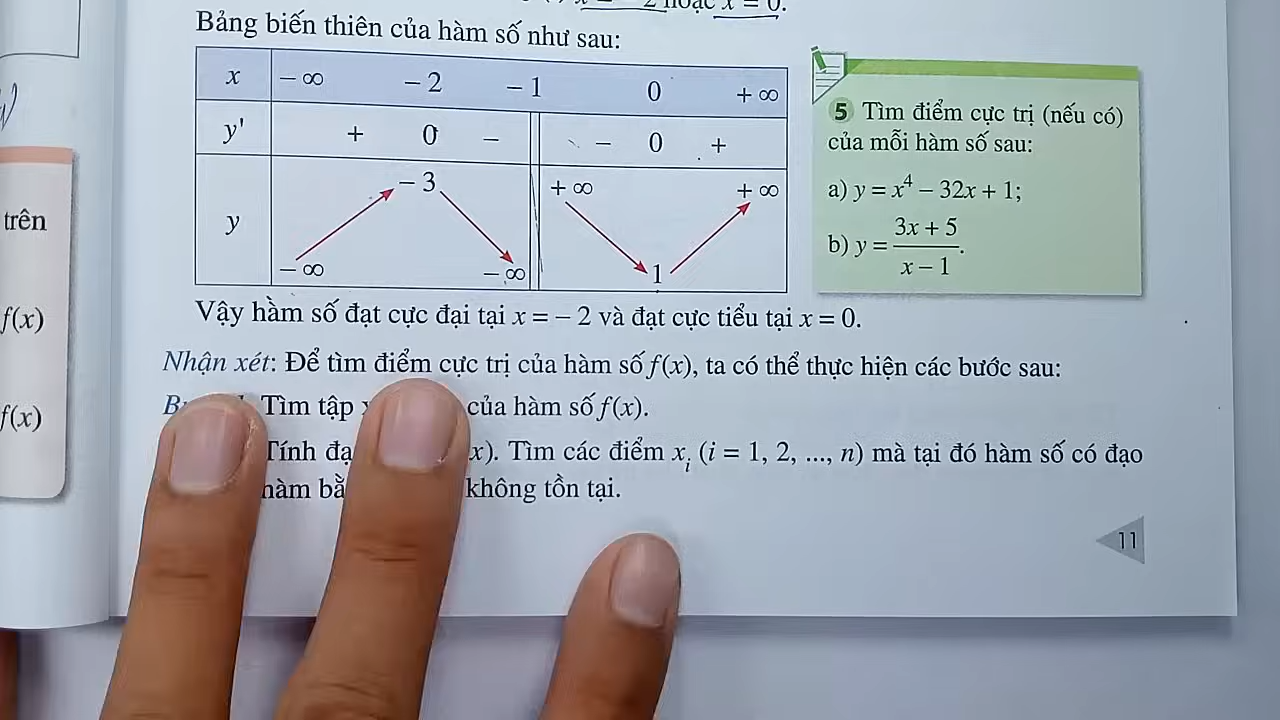 hoặc x = 0.
Bảng biến thiên của hàm số như sau:
x − ∞ − 2 − 1 0 + ∞
y' + 0 − − 0 +
− 3 + ∞ + ∞
y
− ∞ − ∞ 1
5 Tìm điểm cực trị (nếu có)
của mỗi hàm số sau:
a) y = x⁴ − 32x + 1;
b) y = (3x + 5)/(x − 1).
trên
f(x)
f(x)
Vậy hàm số đạt cực đại tại x = − 2 và đạt cực tiểu tại x = 0.
Nhận xét: Để tìm điểm cực trị của hàm số f(x), ta có thể thực hiện các bước sau:
Tìm tập của hàm số f(x).
Tính x). Tìm các điểm xᵢ (i = 1, 2, ..., n) mà tại đó hàm số có đạo
không tồn tại.
11